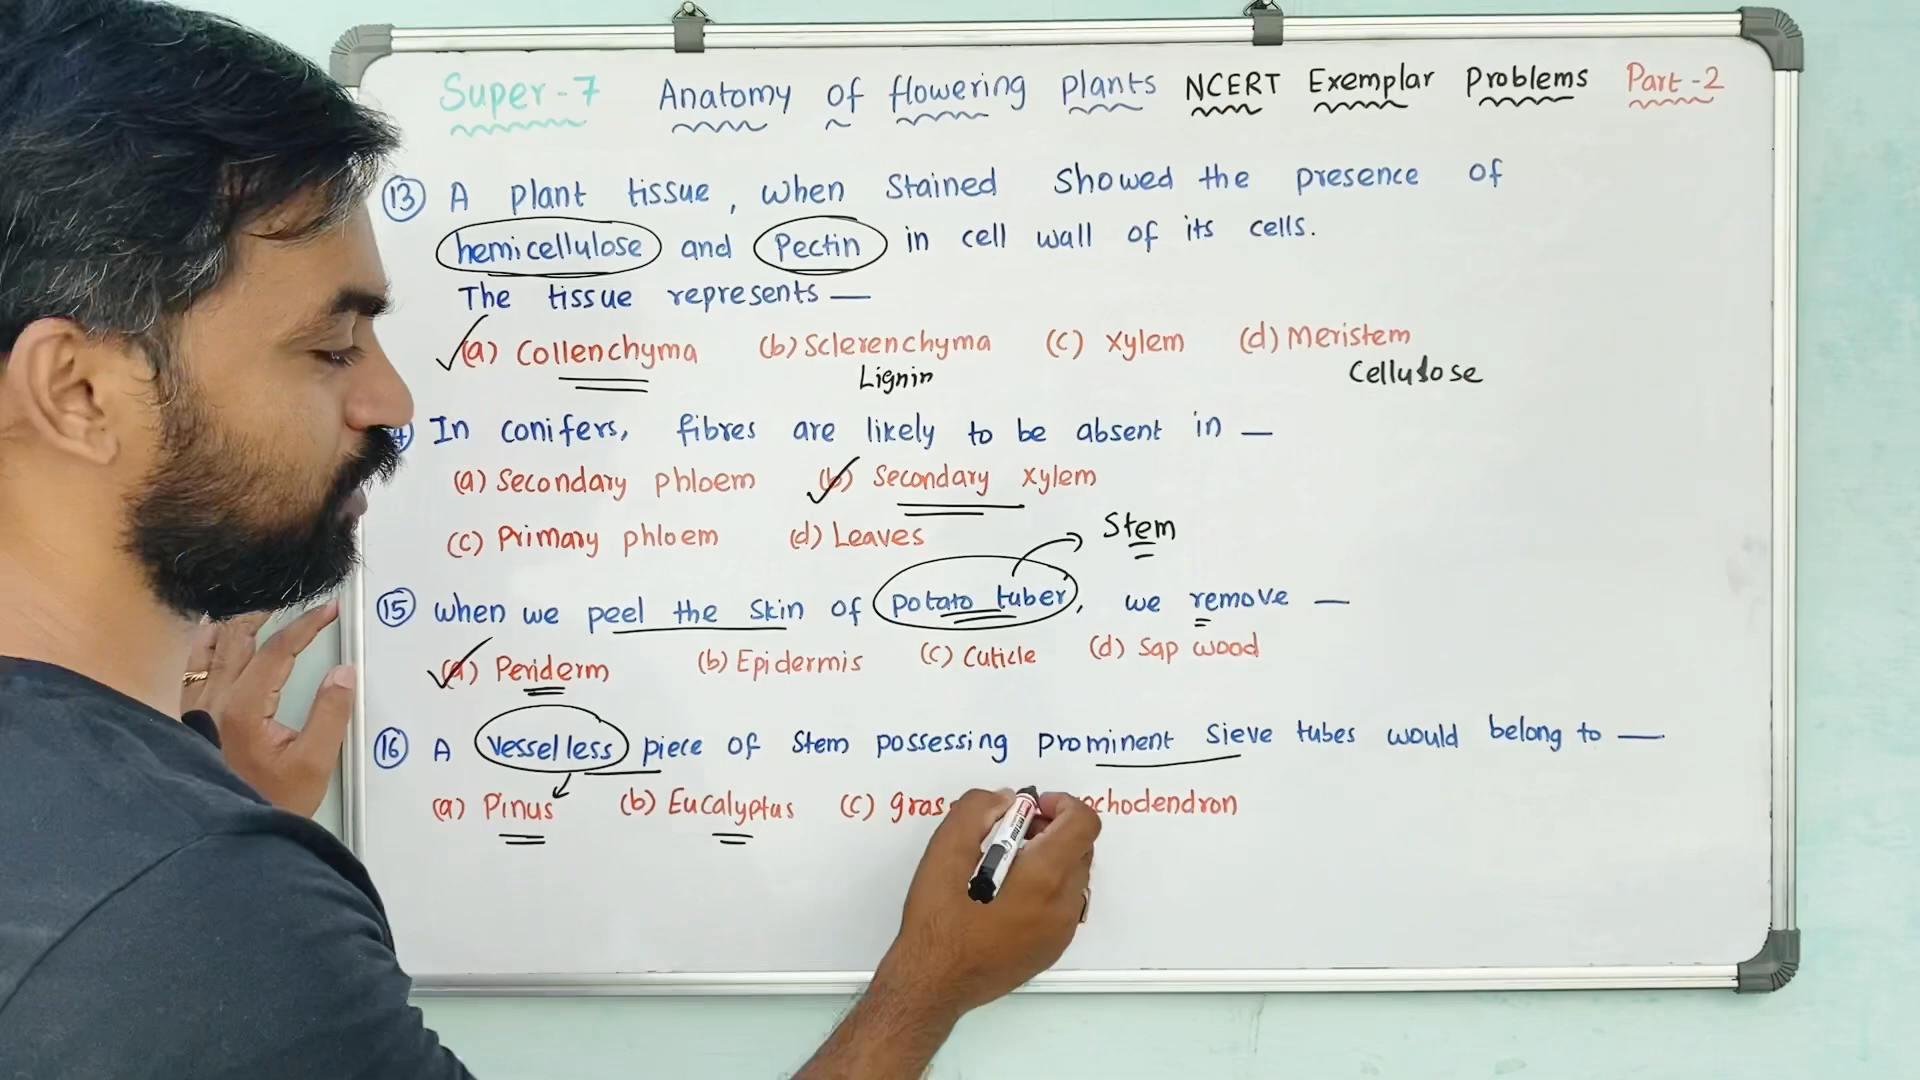 Super-7 Anatomy of flowering plants NCERT Exemplar Problems Part-2
13 A plant tissue, when stained showed the presence of
hemicellulose and Pectin in cell wall of its cells.
The tissue represents —
(a) Collenchyma (b) Sclerenchyma (c) Xylem (d) Meristem
Lignin Cellulose
In conifers, fibres are likely to be absent in —
(a) Secondary phloem (b) Secondary xylem
(c) Primary phloem (d) Leaves
Stem
15 when we peel the skin of potato tuber, we remove —
(a) Periderm (b) Epidermis (c) Cuticle (d) Sap wood
16 A vessel less piece of stem possessing prominent sieve tubes would belong to —
(a) Pinus (b) Eucalyptus (c)